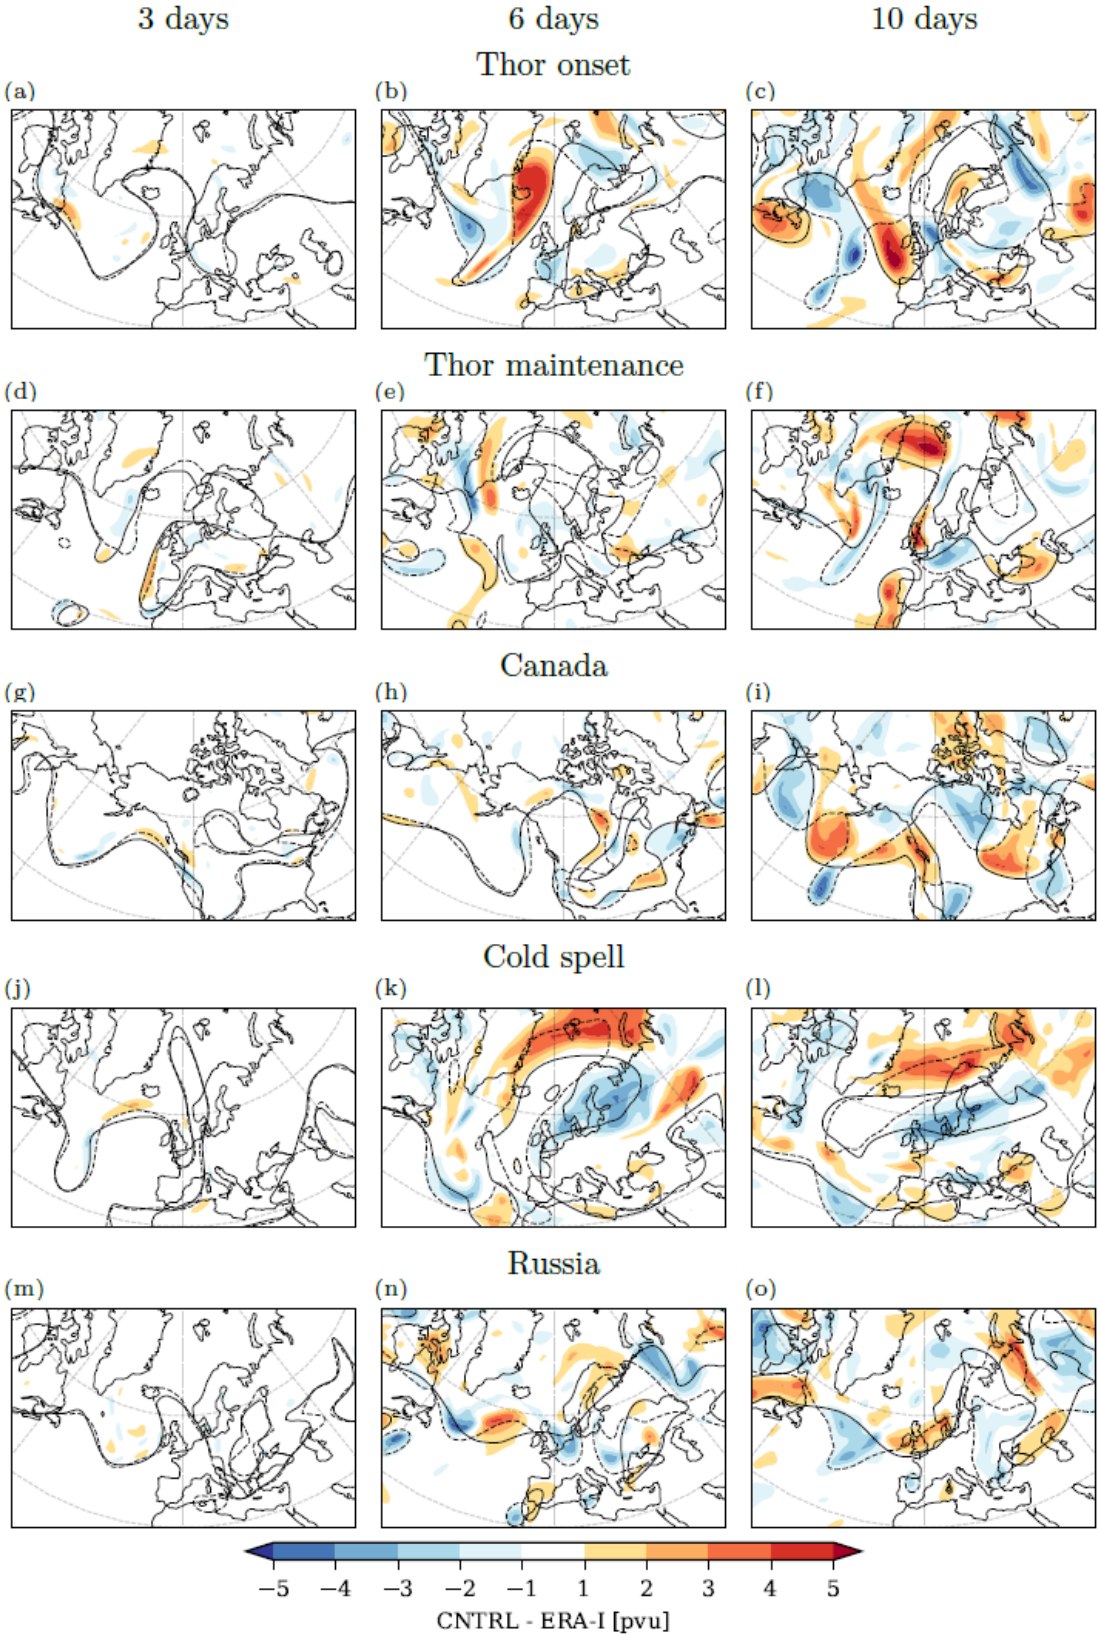 3 days 6 days 10 days
Thor onset
(a) (b) (c)
Thor maintenance
(d) (e) (f)
Canada
(g) (h) (i)
Cold spell
(j) (k) (l)
Russia
(m) (n) (o)
−5 −4 −3 −2 −1 1 2 3 4 5
CNTRL - ERA-I [pvu]